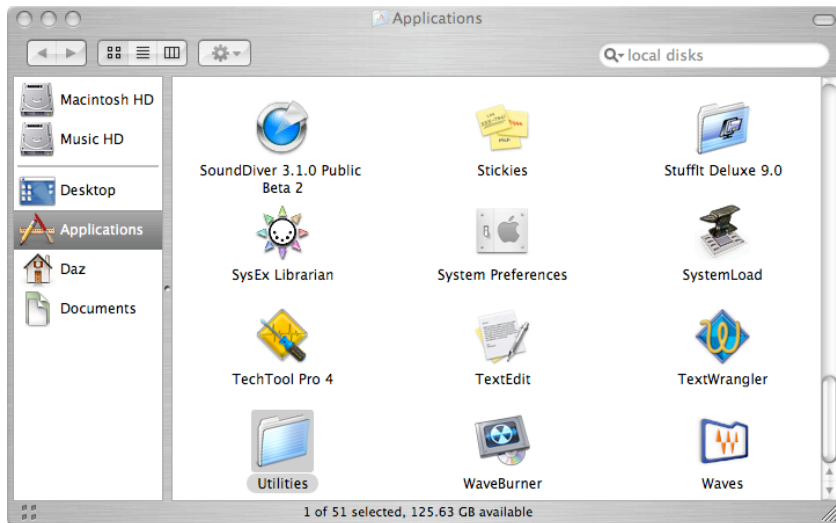 Applications
local disks
Macintosh HD
Music HD
Desktop
Applications
Daz
Documents
SoundDiver 3.1.0 Public
Beta 2
Stickies
StuffIt Deluxe 9.0
SysEx Librarian
System Preferences
SystemLoad
TechTool Pro 4
TextEdit
TextWrangler
Utilities
WaveBurner
Waves
1 of 51 selected, 125.63 GB available